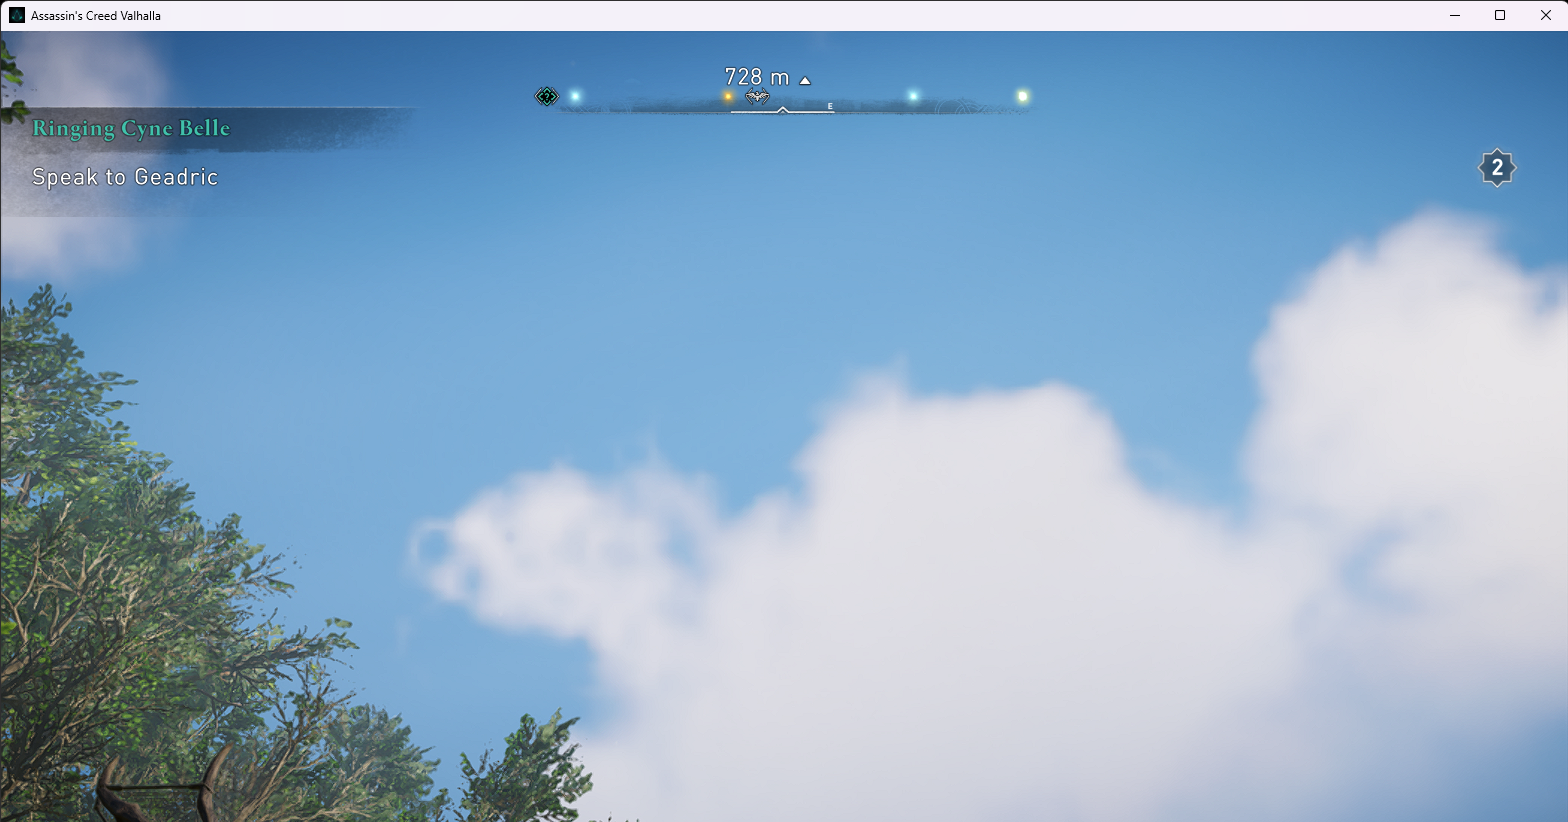 Assassin's Creed Valhalla
728 m
E
Ringing Cyne Belle
Speak to Geadric
2
?